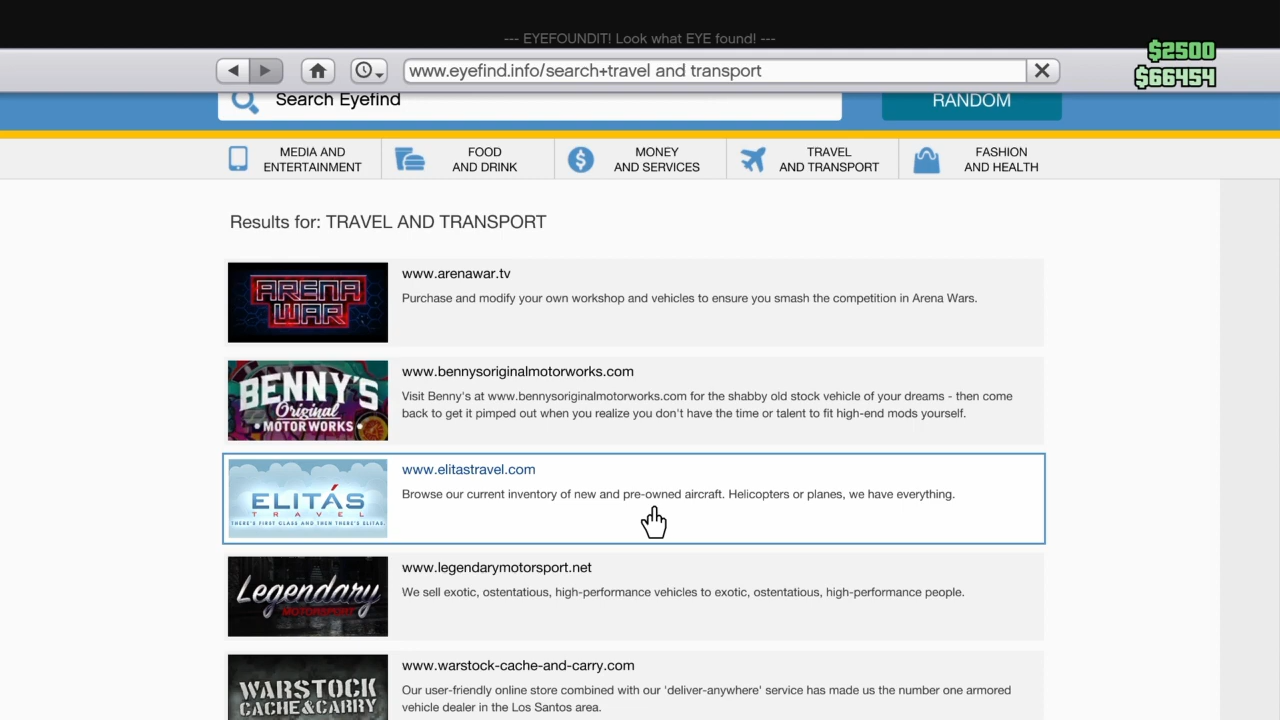 --- EYEFOUNDIT! Look what EYE found! ---
$2500
www.eyefind.info/search+travel and transport
$66454
Search Eyefind
RANDOM
MEDIA AND
ENTERTAINMENT
FOOD
AND DRINK
MONEY
AND SERVICES
TRAVEL
AND TRANSPORT
FASHION
AND HEALTH
Results for: TRAVEL AND TRANSPORT
ARENA
WAR
www.arenawar.tv
Purchase and modify your own workshop and vehicles to ensure you smash the competition in Arena Wars.
BENNY'S
Original
• MOTOR WORKS •
www.bennysoriginalmotorworks.com
Visit Benny's at www.bennysoriginalmotorworks.com for the shabby old stock vehicle of your dreams - then come
back to get it pimped out when you realize you don't have the time or talent to fit high-end mods yourself.
ELITÁS
TRAVEL
THERE'S FIRST CLASS AND THEN THERE'S ELITAS.
www.elitastravel.com
Browse our current inventory of new and pre-owned aircraft. Helicopters or planes, we have everything.
Legendary
MOTORSPORT
www.legendarymotorsport.net
We sell exotic, ostentatious, high-performance vehicles to exotic, ostentatious, high-performance people.
WARSTOCK
CACHE&CARRY
www.warstock-cache-and-carry.com
Our user-friendly online store combined with our 'deliver-anywhere' service has made us the number one armored
vehicle dealer in the Los Santos area.